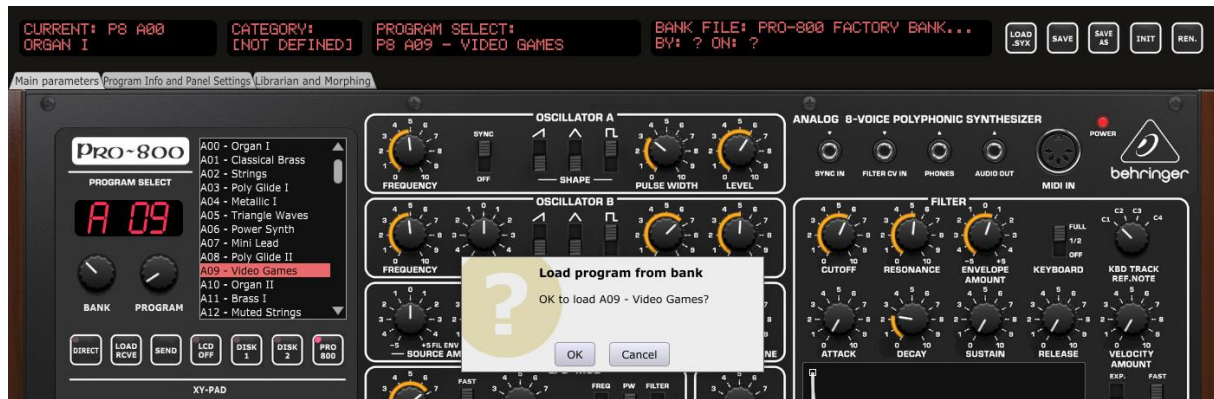 CURRENT: P8 A00
ORGAN I
CATEGORY:
[NOT DEFINED]
PROGRAM SELECT:
P8 A09 – VIDEO GAMES
BANK FILE: PRO-800 FACTORY BANK...
BY: ? ON: ?
LOAD .SYX
SAVE
SAVE AS
INIT
REN.
Main parameters
Program Info and Panel Settings
Librarian and Morphing
PRO~800
PROGRAM SELECT
A 09
BANK
PROGRAM
A00 - Organ I
A01 - Classical Brass
A02 - Strings
A03 - Poly Glide I
A04 - Metallic I
A05 - Triangle Waves
A06 - Power Synth
A07 - Mini Lead
A08 - Poly Glide II
A09 - Video Games
A10 - Organ II
A11 - Brass I
A12 - Muted Strings
DIRECT
LOAD RCVE
SEND
LCD OFF
DISK 1
DISK 2
PRO 800
XY-PAD
OSCILLATOR A
FREQUENCY
SYNC
OFF
SHAPE
PULSE WIDTH
LEVEL
OSCILLATOR B
FREQUENCY
Load program from bank
OK to load A09 - Video Games?
OK
Cancel
-5 +5 FIL ENV
SOURCE AM
FAST
FREQ PW FILTER
ANALOG 8-VOICE POLYPHONIC SYNTHESIZER
SYNC IN
FILTER CV IN
PHONES
AUDIO OUT
MIDI IN
POWER
behringer
FILTER
CUTOFF
RESONANCE
ENVELOPE AMOUNT
FULL
1/2
OFF
KEYBOARD
C1 C2 C3 C4
KBD TRACK REF.NOTE
ATTACK
DECAY
SUSTAIN
RELEASE
VELOCITY AMOUNT
EXP.
FAST